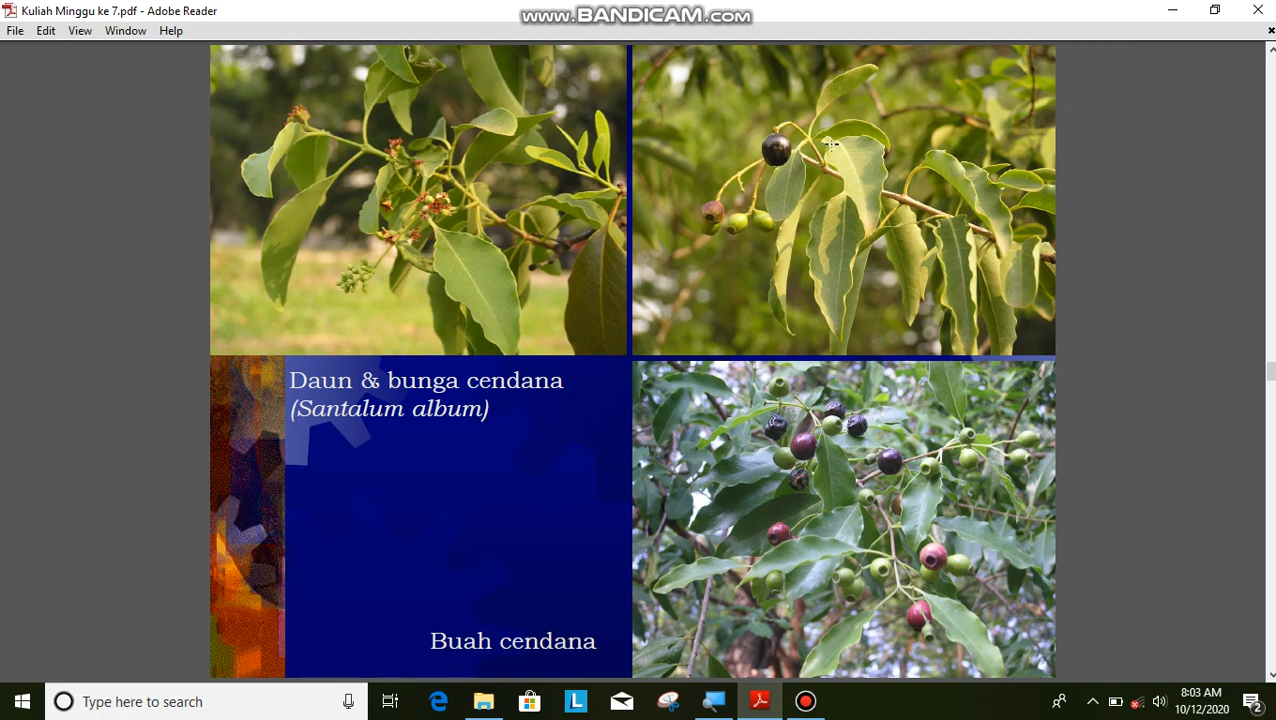 Kuliah Minggu ke 7.pdf - Adobe Reader
www.BANDICAM.com
File Edit View Window Help
Daun & bunga cendana
(Santalum album)
Buah cendana
Type here to search
8:03 AM
10/12/2020
2